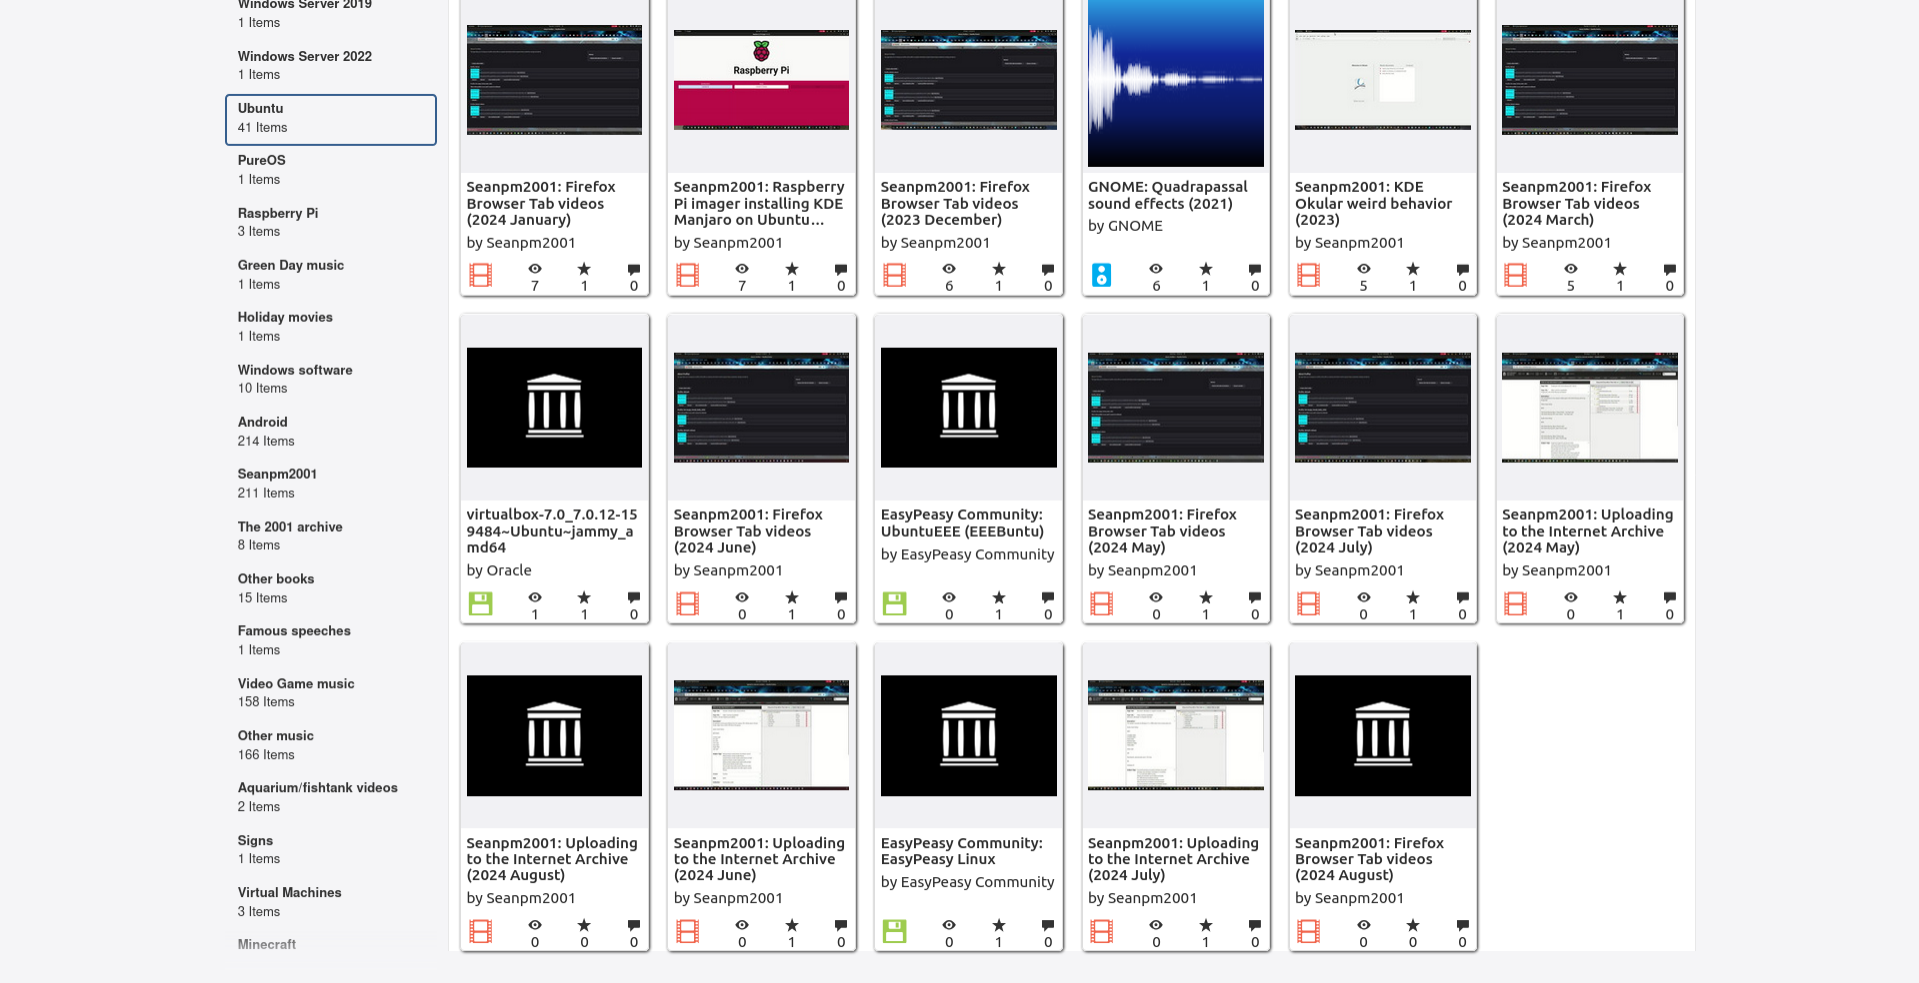 Windows Server 2019
1 Items
Windows Server 2022
1 Items
Ubuntu
41 Items
PureOS
1 Items
Raspberry Pi
3 Items
Green Day music
1 Items
Holiday movies
1 Items
Windows software
10 Items
Android
214 Items
Seanpm2001
211 Items
The 2001 archive
8 Items
Other books
15 Items
Famous speeches
1 Items
Video Game music
158 Items
Other music
166 Items
Aquarium/fishtank videos
2 Items
Signs
1 Items
Virtual Machines
3 Items
Minecraft
Seanpm2001: Firefox
Browser Tab videos
(2024 January)
by Seanpm2001
7 1 0
Raspberry Pi
Seanpm2001: Raspberry
Pi imager installing KDE
Manjaro on Ubuntu...
by Seanpm2001
7 1 0
Seanpm2001: Firefox
Browser Tab videos
(2023 December)
by Seanpm2001
6 1 0
GNOME: Quadrapassal
sound effects (2021)
by GNOME
6 1 0
Seanpm2001: KDE
Okular weird behavior
(2023)
by Seanpm2001
5 1 0
Seanpm2001: Firefox
Browser Tab videos
(2024 March)
by Seanpm2001
5 1 0
virtualbox-7.0_7.0.12-15
9484~Ubuntu~jammy_a
md64
by Oracle
1 1 0
Seanpm2001: Firefox
Browser Tab videos
(2024 June)
by Seanpm2001
0 1 0
EasyPeasy Community:
UbuntuEEE (EEEBuntu)
by EasyPeasy Community
0 1 0
Seanpm2001: Firefox
Browser Tab videos
(2024 May)
by Seanpm2001
0 1 0
Seanpm2001: Firefox
Browser Tab videos
(2024 July)
by Seanpm2001
0 1 0
Seanpm2001: Uploading
to the Internet Archive
(2024 May)
by Seanpm2001
0 1 0
Seanpm2001: Uploading
to the Internet Archive
(2024 August)
by Seanpm2001
0 0 0
Seanpm2001: Uploading
to the Internet Archive
(2024 June)
by Seanpm2001
0 1 0
EasyPeasy Community:
EasyPeasy Linux
by EasyPeasy Community
0 1 0
Seanpm2001: Uploading
to the Internet Archive
(2024 July)
by Seanpm2001
0 1 0
Seanpm2001: Firefox
Browser Tab videos
(2024 August)
by Seanpm2001
0 0 0